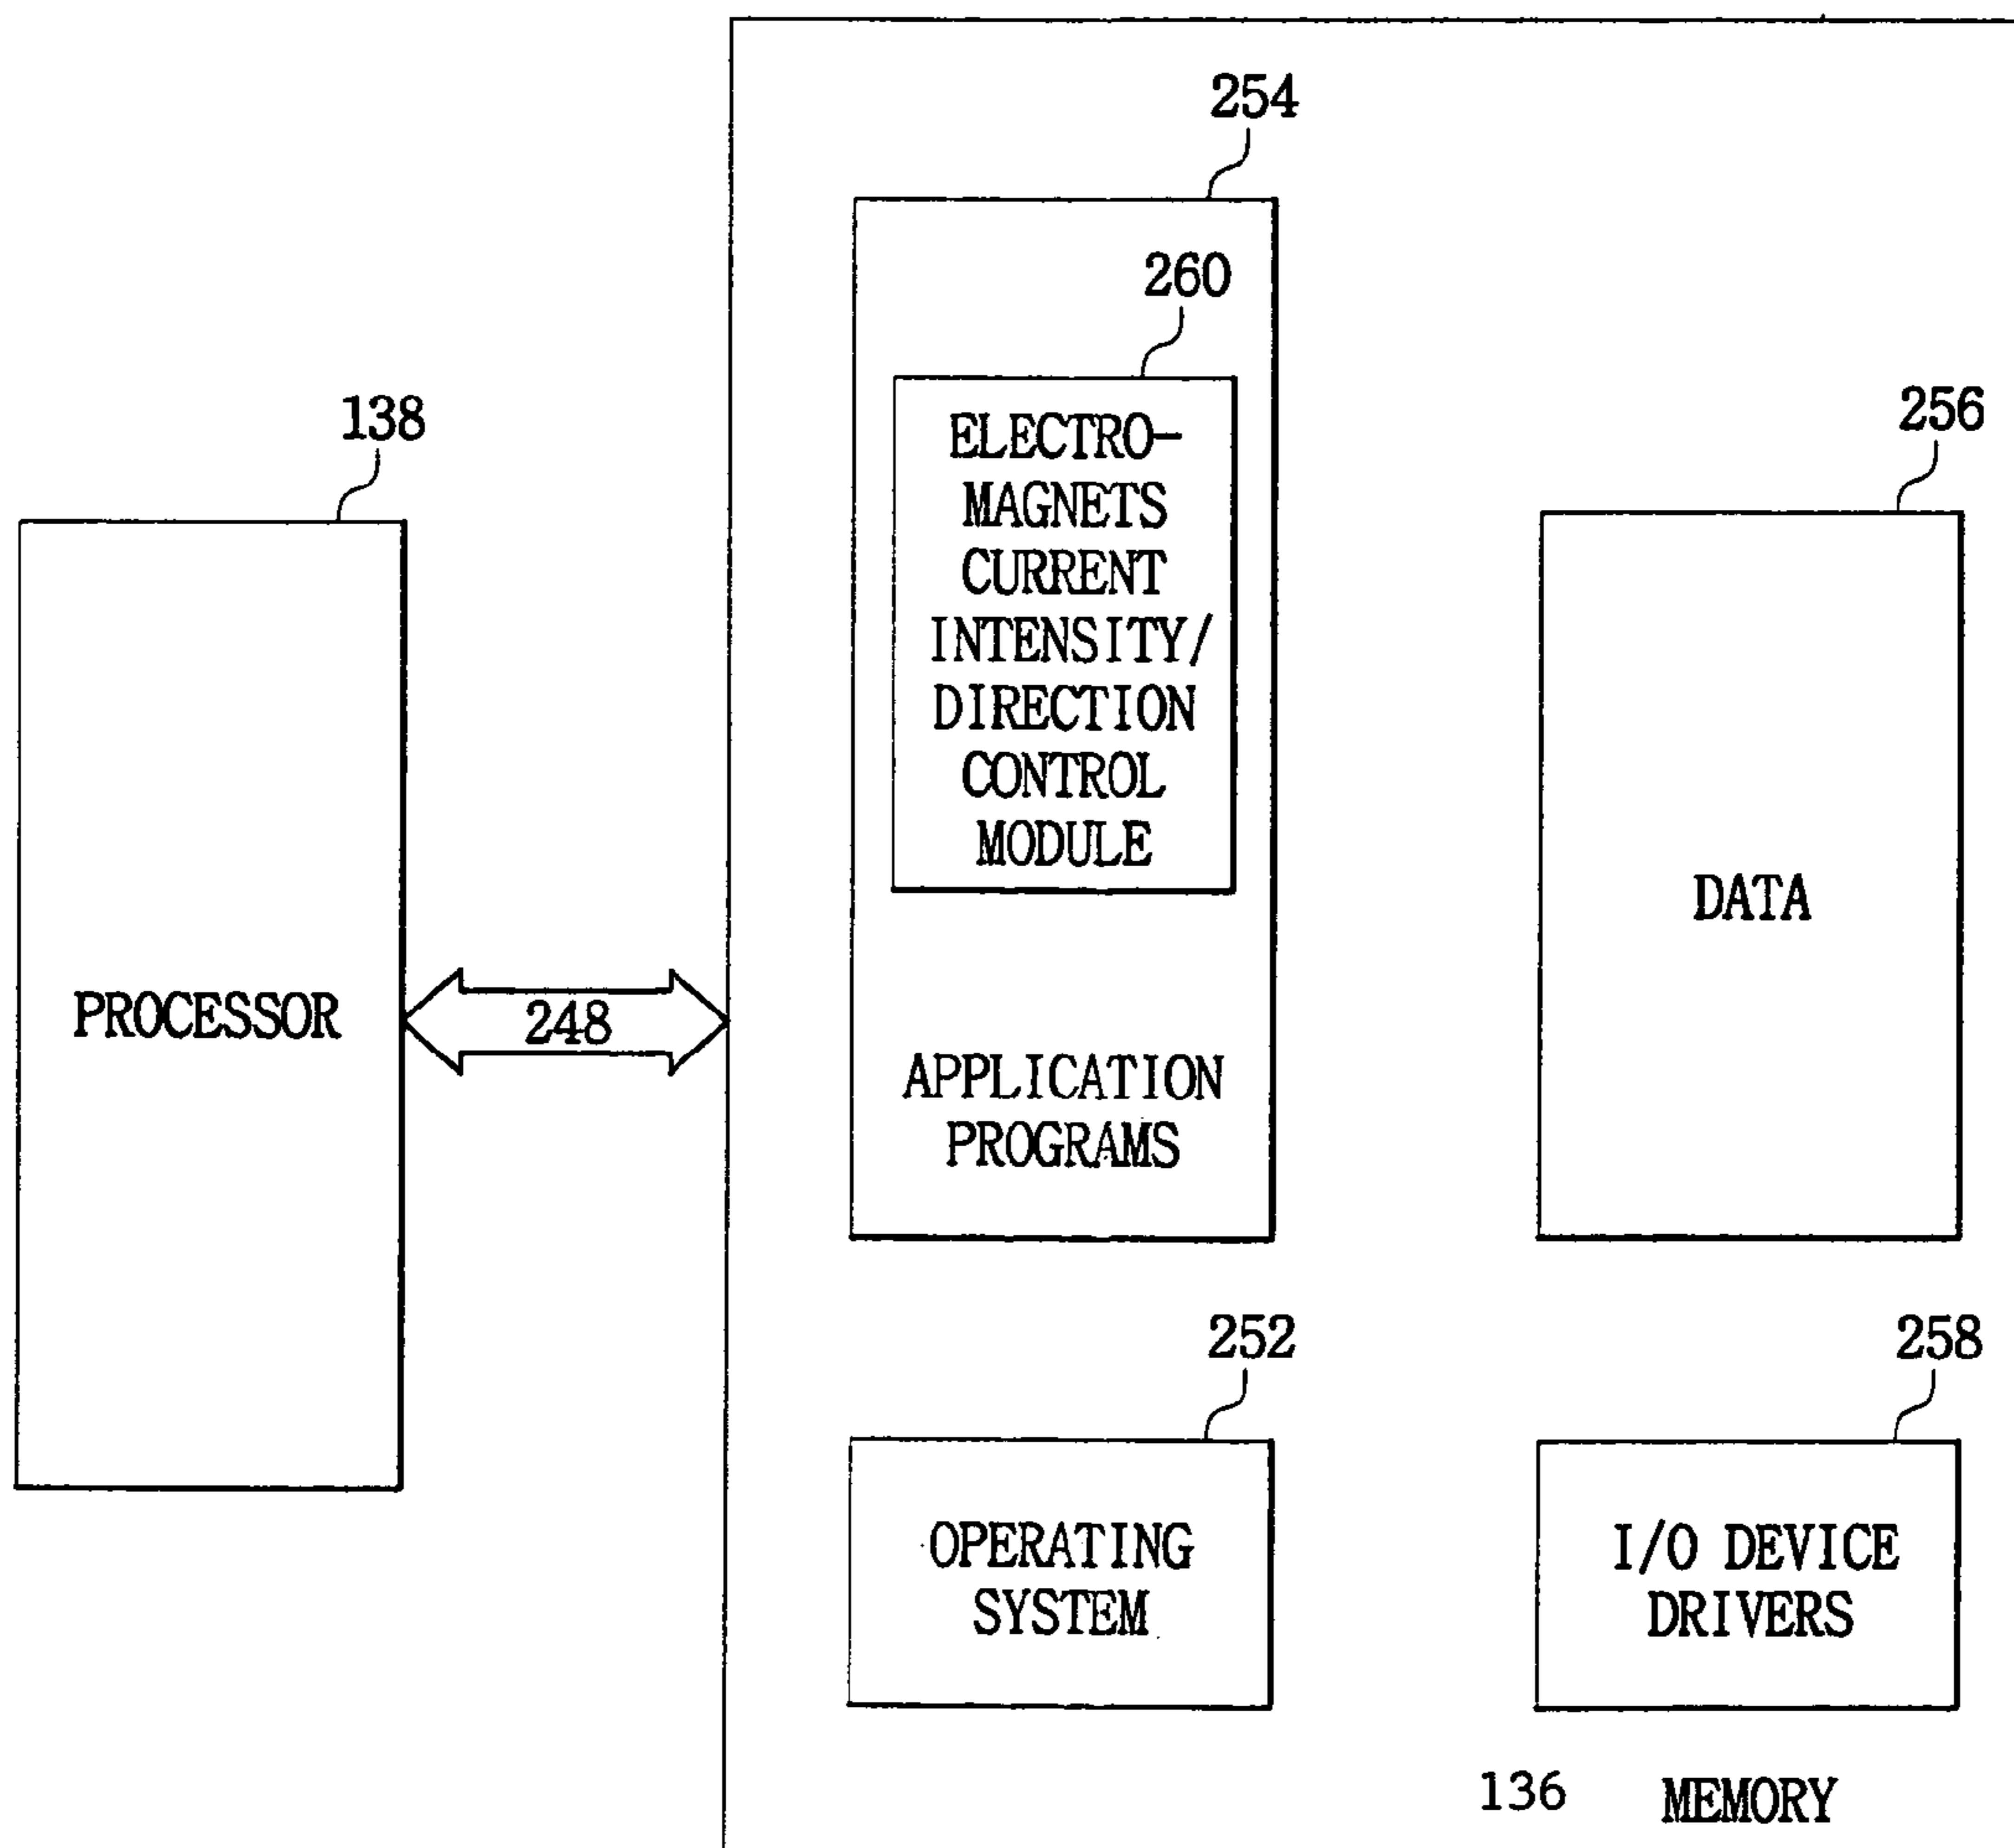 254
260
138
ELECTRO-
MAGNETS
CURRENT
INTENSITY/
DIRECTION
CONTROL
MODULE
256
DATA
PROCESSOR
248
APPLICATION
PROGRAMS
252
258
OPERATING
SYSTEM
I/O DEVICE
DRIVERS
136 MEMORY